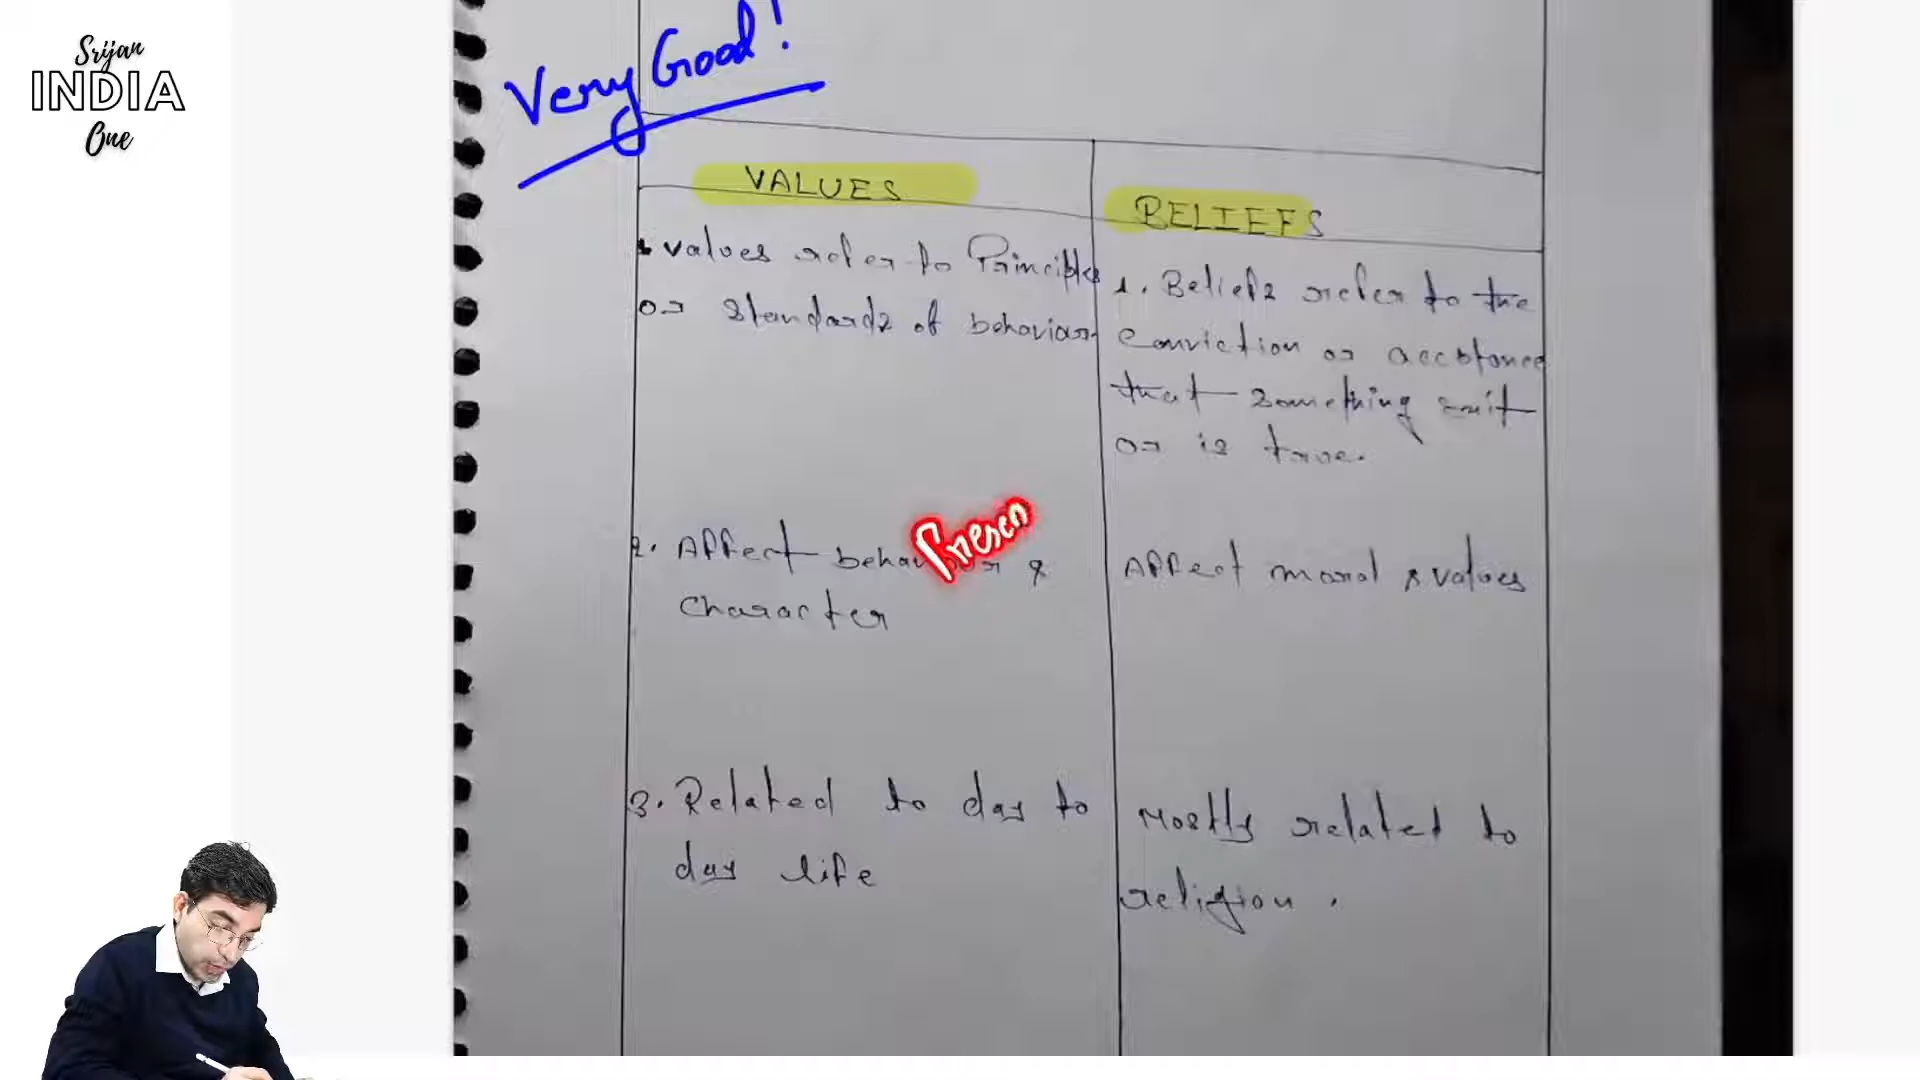 Srijan
INDIA
One
Very Good!
VALUES
BELIEFS
values refer to Principles
or standards of behaviour
1. Beliefs refer to the
conviction or acceptance
that something exit
or is true.
Presco
2. Affect behaviour &
character
Affect moral & values
3. Related to day to
day life
Mostly related to
religion.